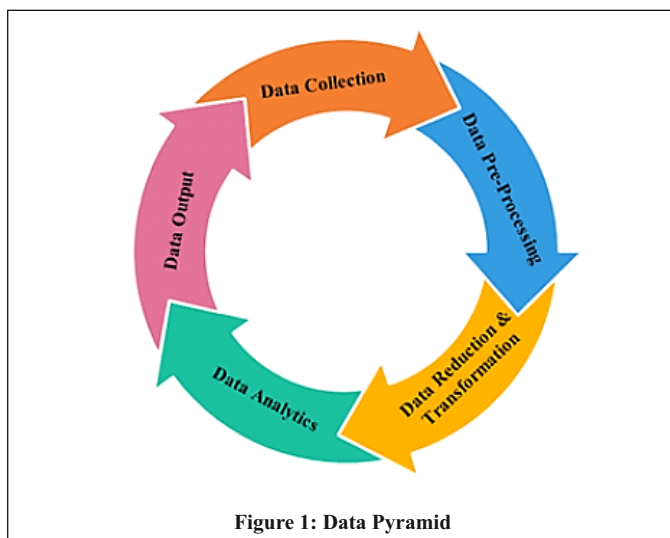 Data Collection
Data Pre-Processing
Data Reduction &
Transformation
Data Analytics
Data Output
Figure 1: Data Pyramid